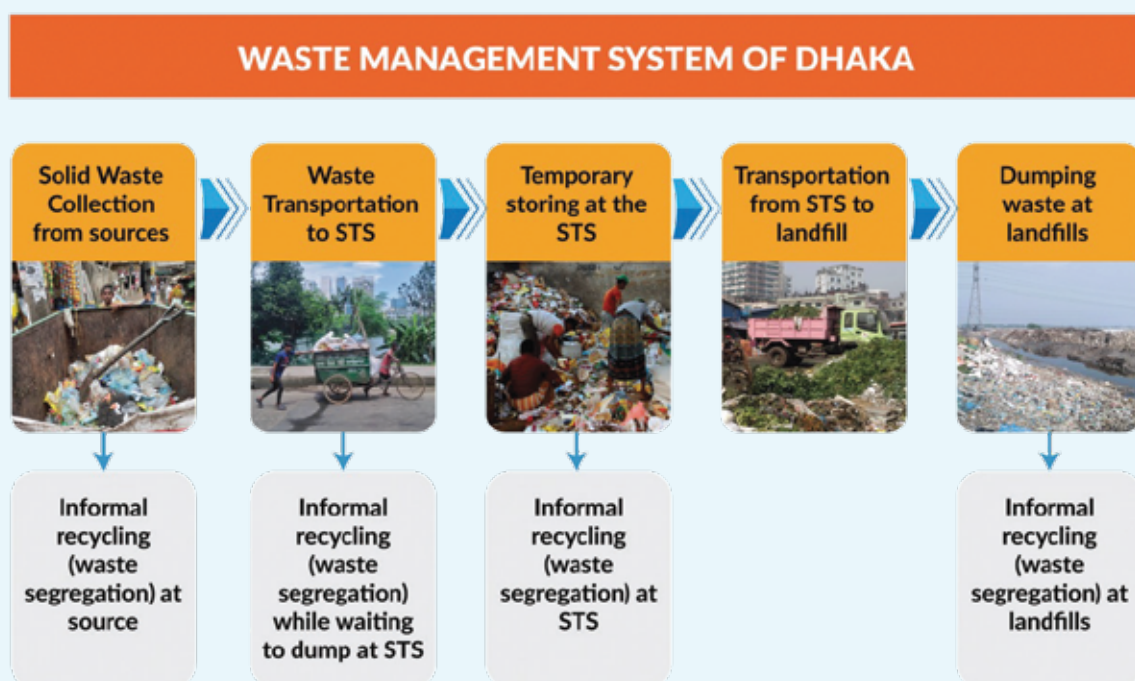 WASTE MANAGEMENT SYSTEM OF DHAKA
Solid Waste
Collection
from sources
Waste
Transportation
to STS
Temporary
storing at the
STS
Transportation
from STS to
landfill
Dumping
waste at
landfills
Informal
recycling
(waste
segregation) at
source
Informal
recycling
(waste
segregation)
while waiting
to dump at STS
Informal
recycling
(waste
segregation) at
STS
Informal
recycling
(waste
segregation) at
landfills